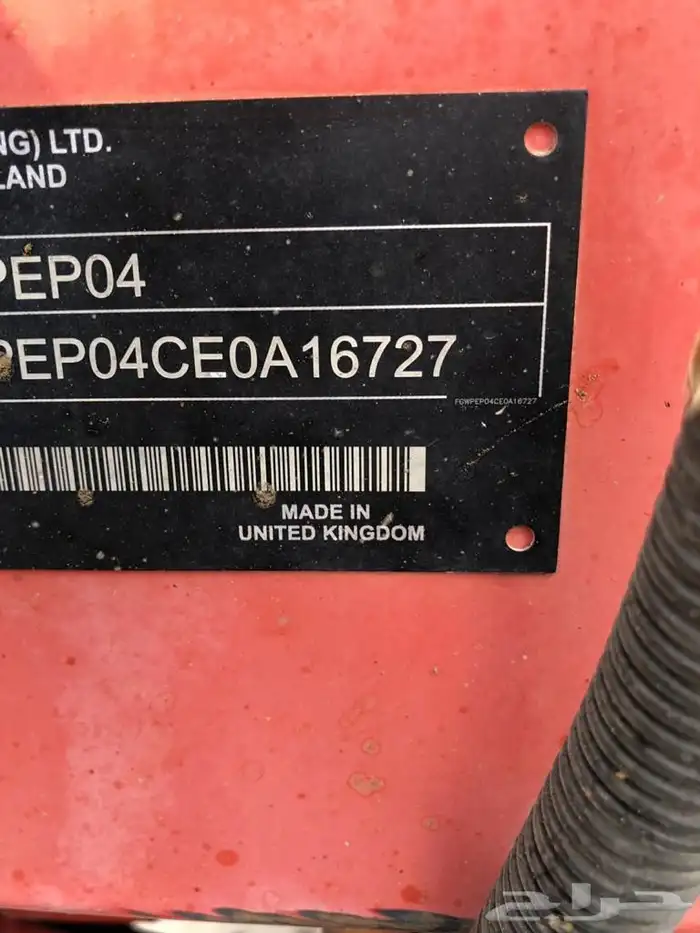 NG) LTD.
LAND
PEP04
PEP04CE0A16727
FGWPEP04CE0A16727
MADE IN
UNITED KINGDOM
حراج